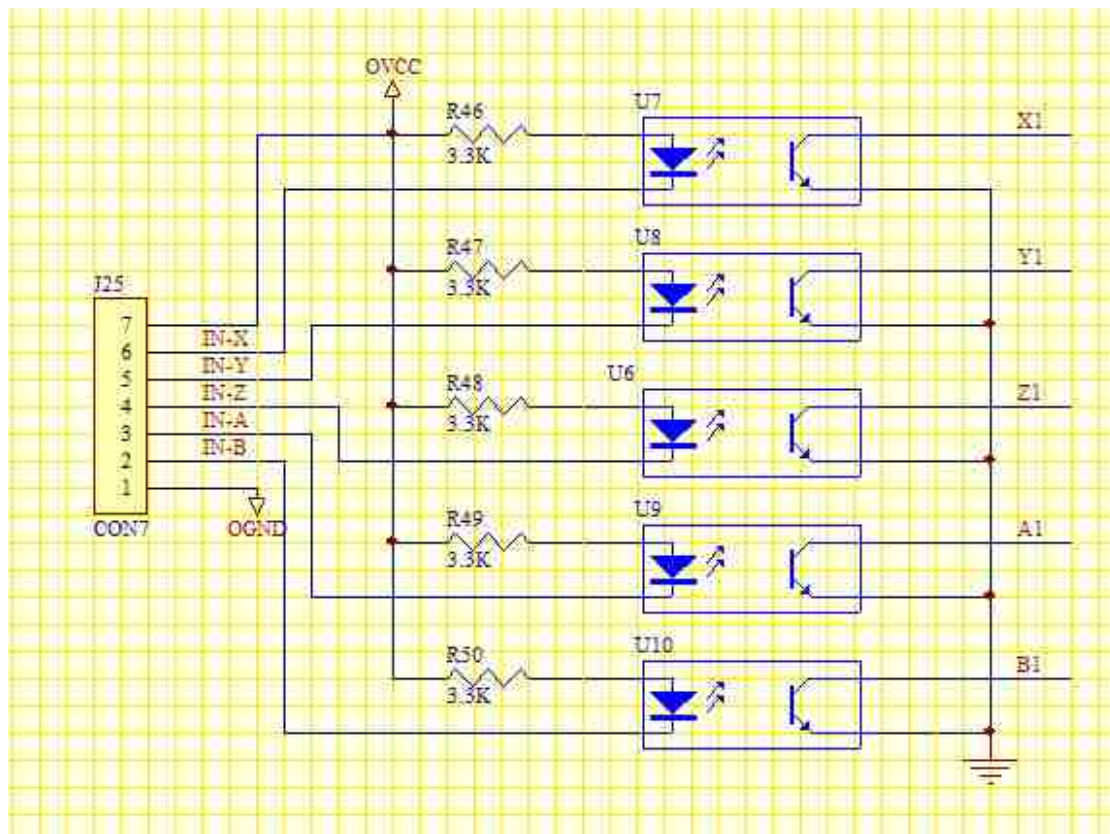 OVCC
R46
3.3K
U7
X1
R47
3.3K
U8
Y1
J25
7
6
5
4
3
2
1
IN-X
IN-Y
IN-Z
IN-A
IN-B
CON7
OGND
R48
3.3K
U6
Z1
R49
3.3K
U9
A1
R50
3.3K
U10
B1